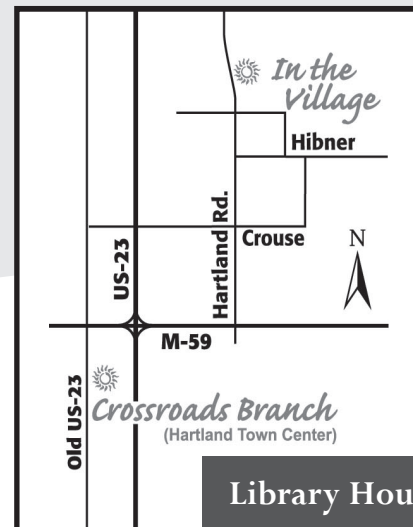 In the
Village
Hibner
Hartland Rd.
Crouse
N
US-23
M-59
Old US-23
Crossroads Branch
(Hartland Town Center)
Library Hou